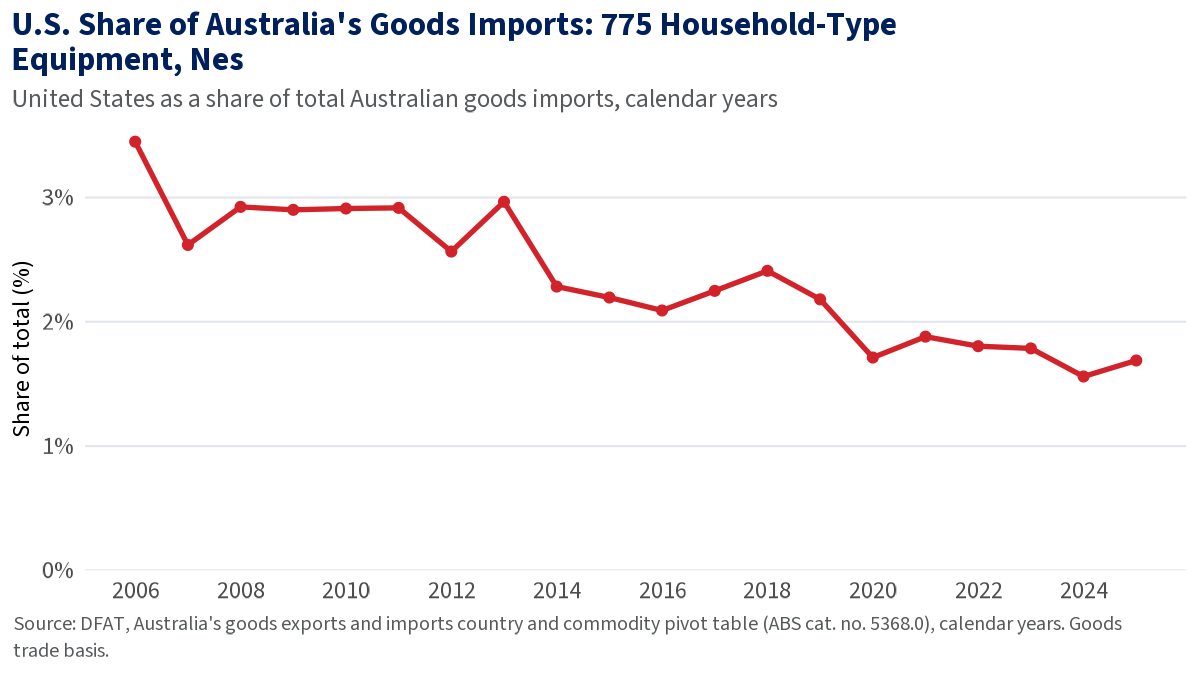 U.S. Share of Australia's Goods Imports: 775 Household-Type
Equipment, Nes
United States as a share of total Australian goods imports, calendar years
Share of total (%)
3%
2%
1%
0%
2006 2008 2010 2012 2014 2016 2018 2020 2022 2024
Source: DFAT, Australia's goods exports and imports country and commodity pivot table (ABS cat. no. 5368.0), calendar years. Goods
trade basis.